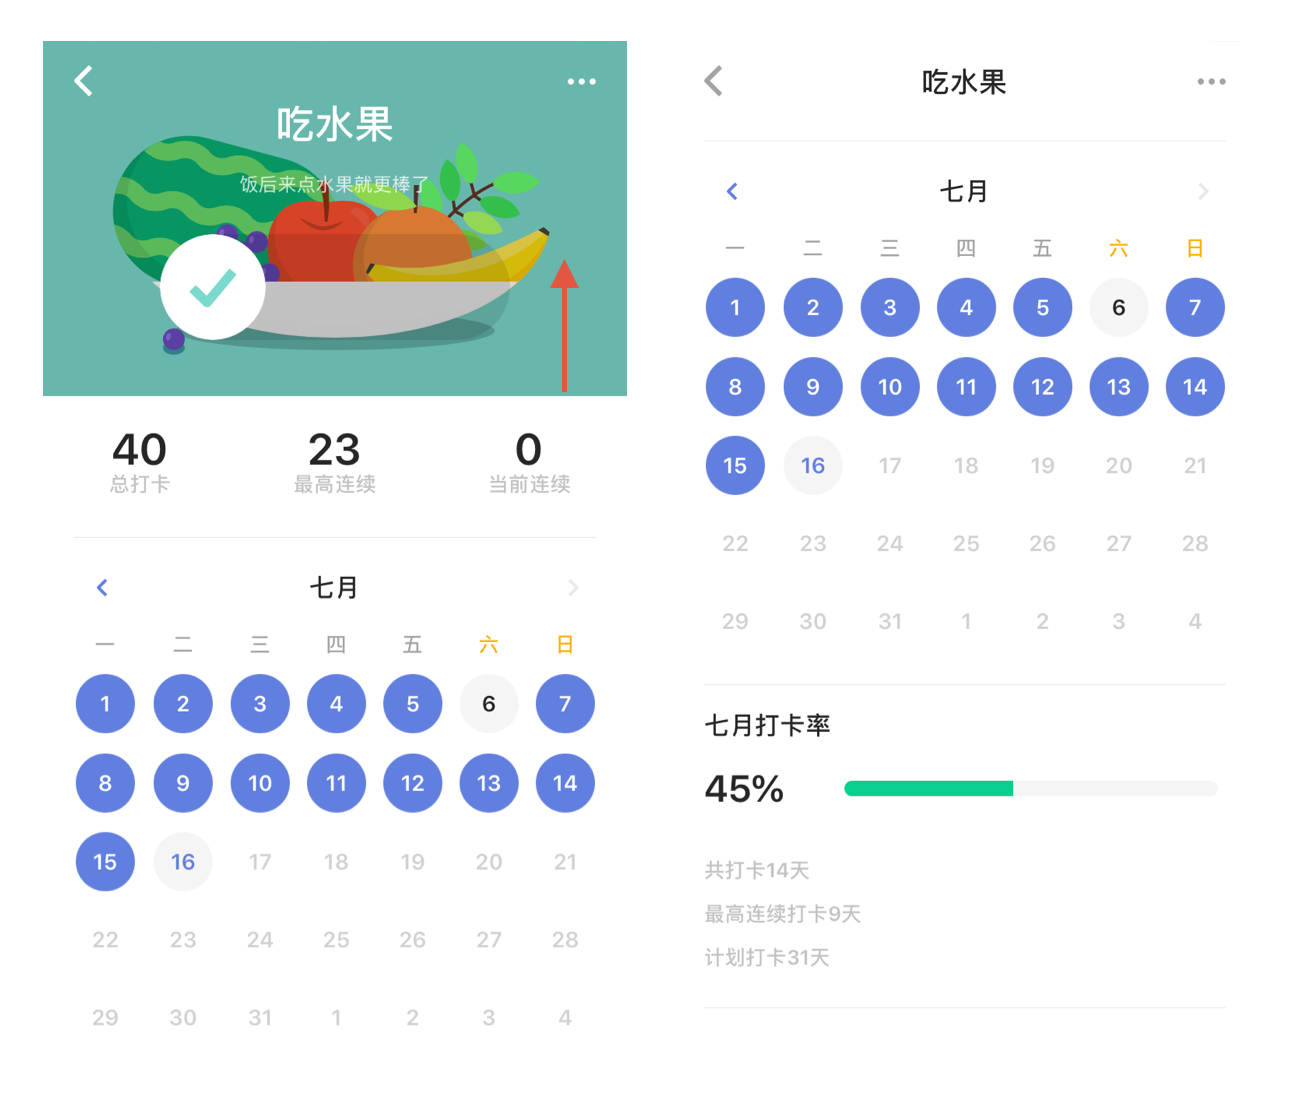 吃水果
饭后来点水果就更棒了
40 23 0
总打卡 最高连续 当前连续
七月
一 二 三 四 五 六 日
1 2 3 4 5 6 7
8 9 10 11 12 13 14
15 16 17 18 19 20 21
22 23 24 25 26 27 28
29 30 31 1 2 3 4
吃水果
七月
一 二 三 四 五 六 日
1 2 3 4 5 6 7
8 9 10 11 12 13 14
15 16 17 18 19 20 21
22 23 24 25 26 27 28
29 30 31 1 2 3 4
七月打卡率
45%
共打卡14天
最高连续打卡9天
计划打卡31天